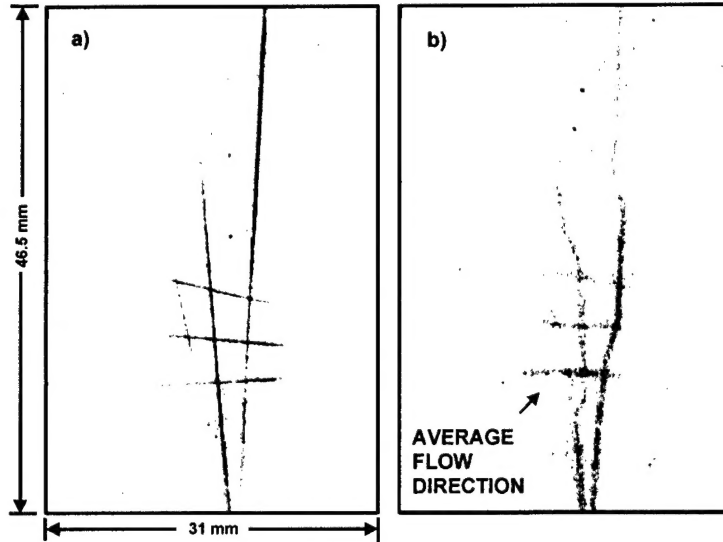 a)
b)
46.5 mm
AVERAGE
FLOW
DIRECTION
31 mm